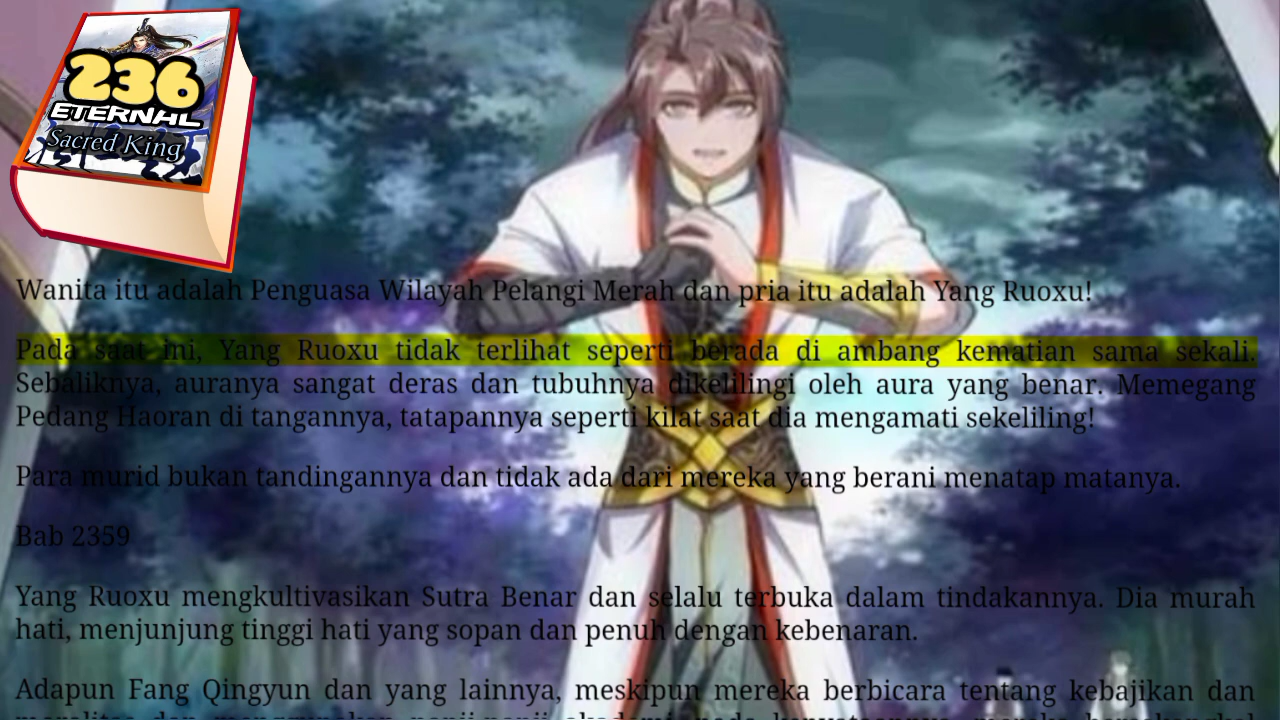 236
ETERNAL
Sacred King
Wanita itu adalah Penguasa Wilayah Pelangi Merah dan pria itu adalah Yang Ruoxu!
Pada saat ini, Yang Ruoxu tidak terlihat seperti berada di ambang kematian sama sekali.
Sebaliknya, auranya sangat deras dan tubuhnya dikelilingi oleh aura yang benar. Memegang
Pedang Haoran di tangannya, tatapannya seperti kilat saat dia mengamati sekeliling!
Para murid bukan tandingannya dan tidak ada dari mereka yang berani menatap matanya.
Bab 2359
Yang Ruoxu mengkultivasikan Sutra Benar dan selalu terbuka dalam tindakannya. Dia murah
hati, menjunjung tinggi hati yang sopan dan penuh dengan kebenaran.
Adapun Fang Qingyun dan yang lainnya, meskipun mereka berbicara tentang kebajikan dan